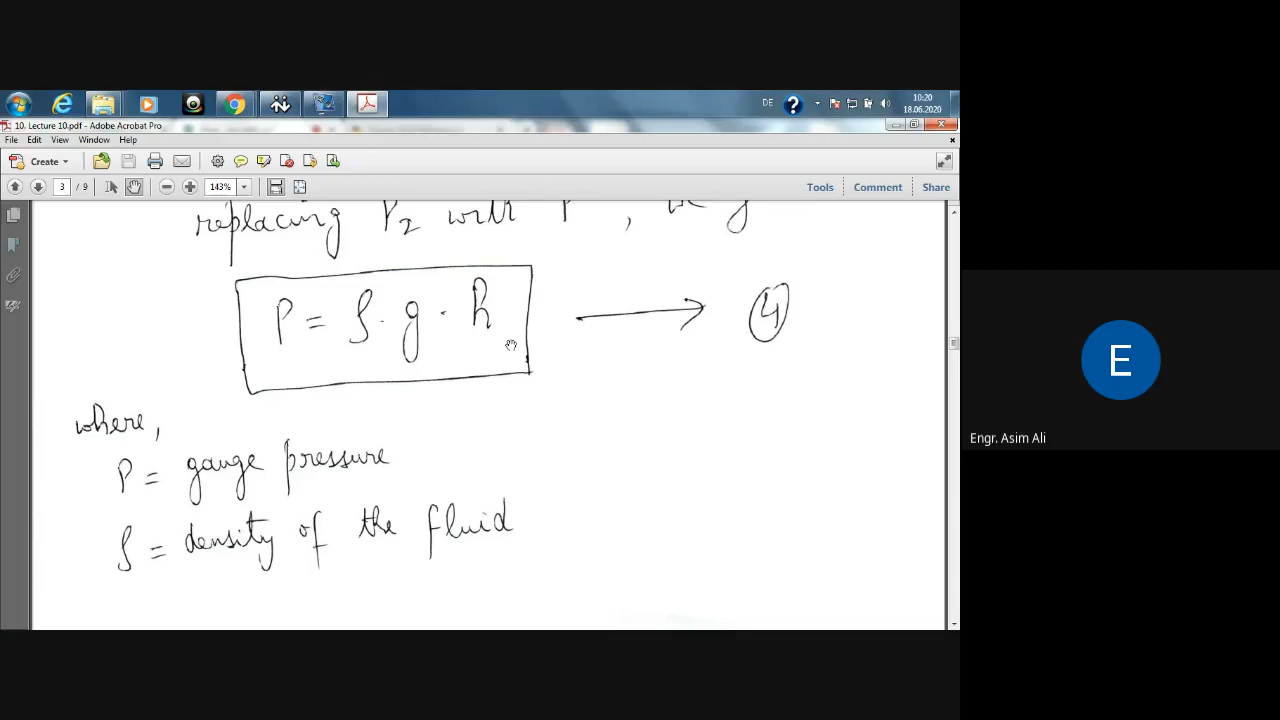 DE
10:20
18.06.2020
10. Lecture 10.pdf - Adobe Acrobat Pro
File Edit View Window Help
Create
3 / 9 143% Tools Comment Share
replacing P2 with P , we
P = ρ . g . h → 4
where,
P = gauge pressure
ρ = density of the fluid
E
Engr. Asim Ali